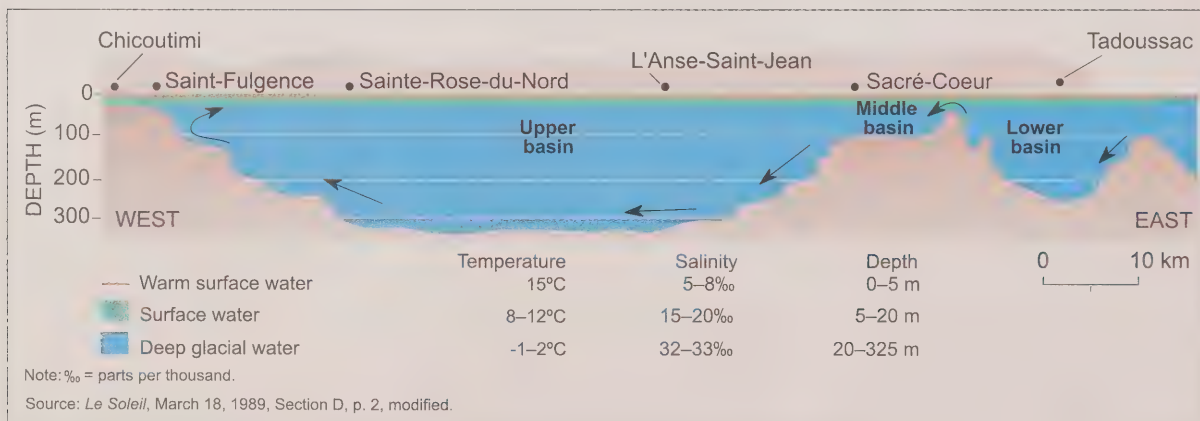 Chicoutimi
Tadoussac
L'Anse-Saint-Jean
Saint-Fulgence
Sainte-Rose-du-Nord
Sacré-Coeur
0
100
200
300
DEPTH (m)
Upper
basin
Middle
basin
Lower
basin
WEST
EAST
Temperature Salinity Depth
0 10 km
Warm surface water 15ºC 5–8‰ 0–5 m
Surface water 8–12ºC 15–20‰ 5–20 m
Deep glacial water -1–2ºC 32–33‰ 20–325 m
Note: ‰ = parts per thousand.
Source: Le Soleil, March 18, 1989, Section D, p. 2, modified.